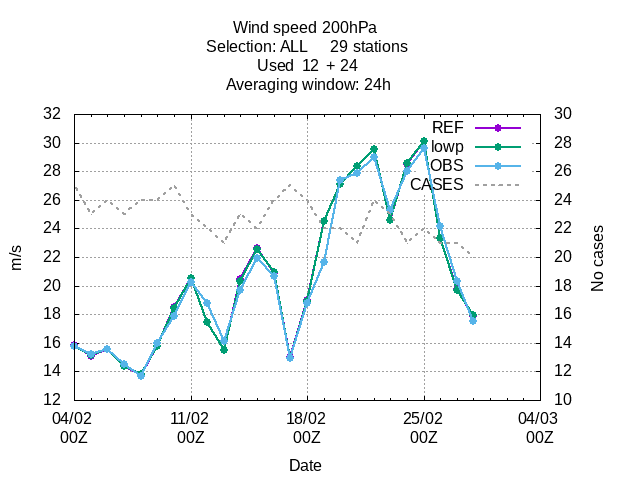 Wind speed 200hPa
Selection: ALL     29 stations
Used  12  + 24
Averaging window: 24h
32 30
30 28
28 26
26 24
24 22
22 20
20 18
18 16
16 14
14 12
12 10
REF
lowp
OBS
CASES
m/s
No cases
04/02 11/02 18/02 25/02 04/03
00Z 00Z 00Z 00Z 00Z
Date